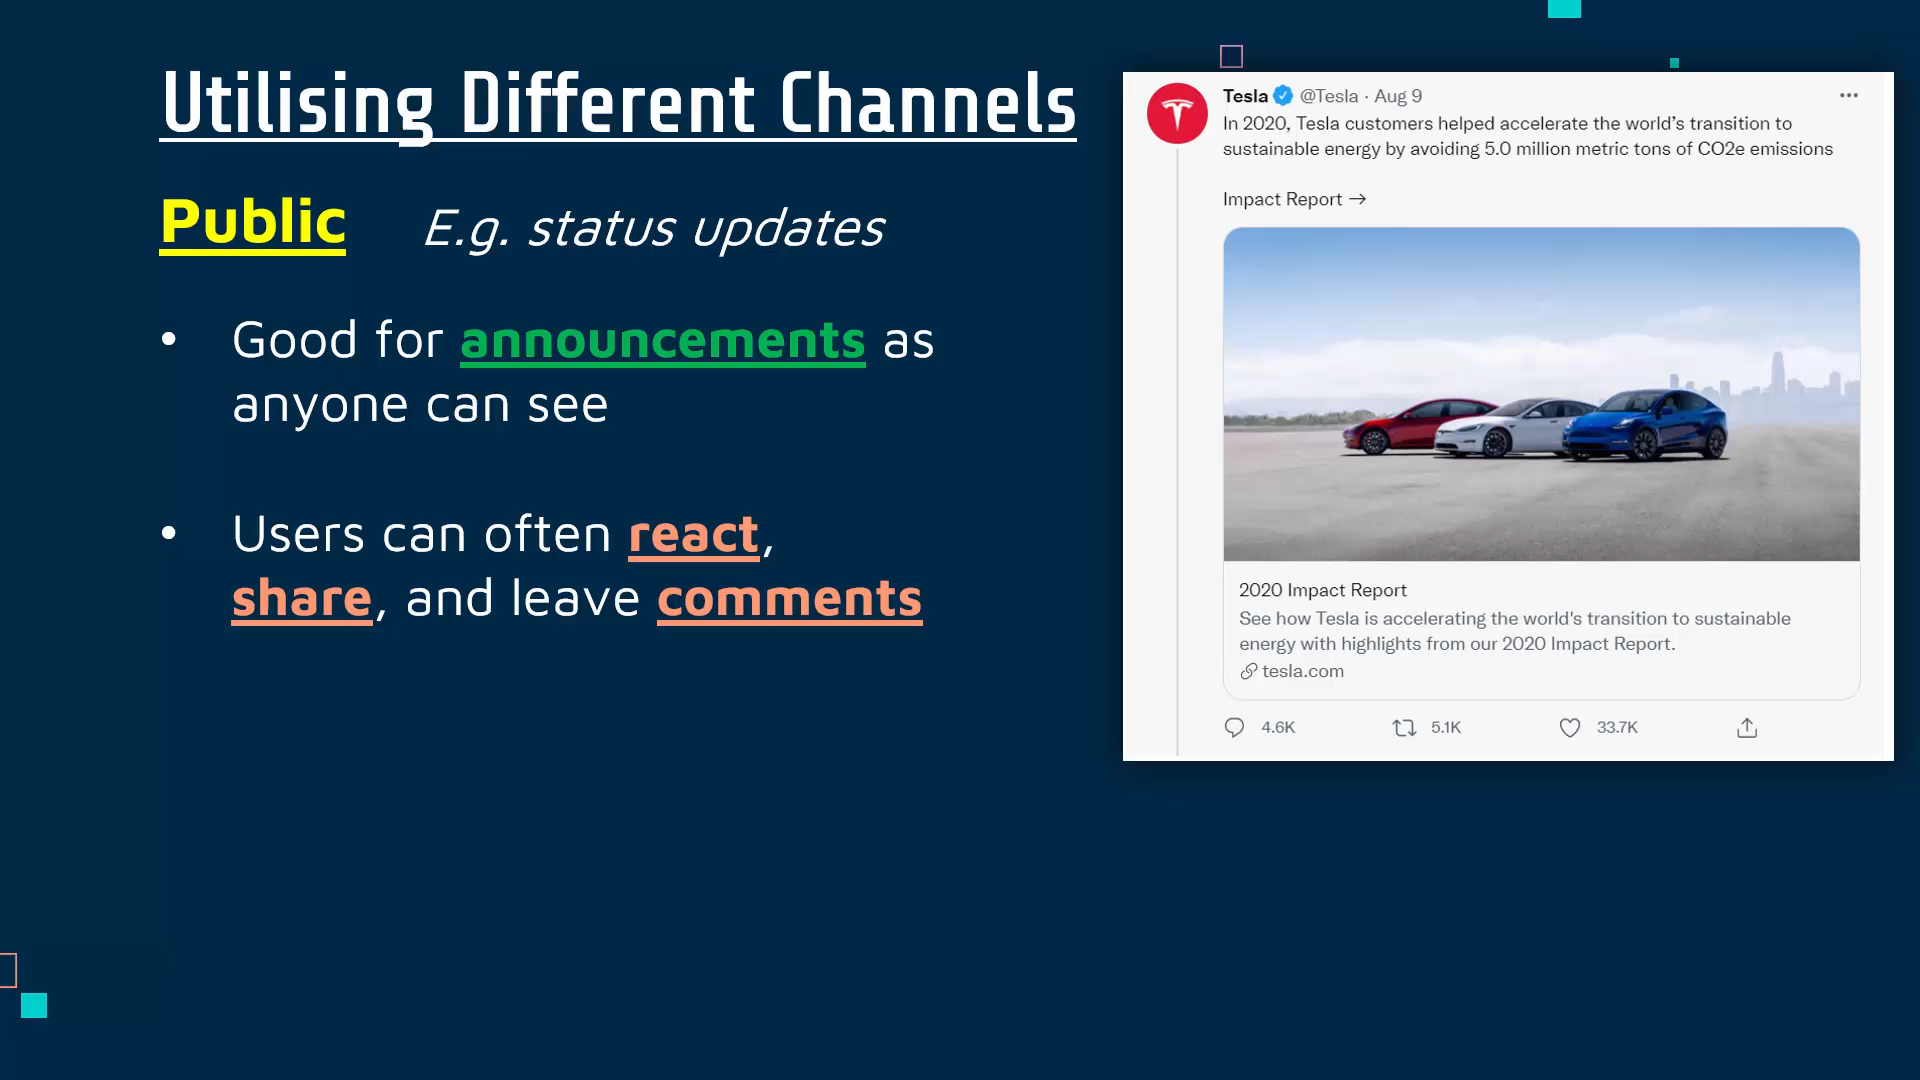 Utilising Different Channels
Public E.g. status updates
• Good for announcements as
anyone can see
• Users can often react,
share, and leave comments
Tesla @Tesla · Aug 9
In 2020, Tesla customers helped accelerate the world’s transition to
sustainable energy by avoiding 5.0 million metric tons of CO2e emissions
Impact Report →
2020 Impact Report
See how Tesla is accelerating the world's transition to sustainable
energy with highlights from our 2020 Impact Report.
tesla.com
4.6K 5.1K 33.7K